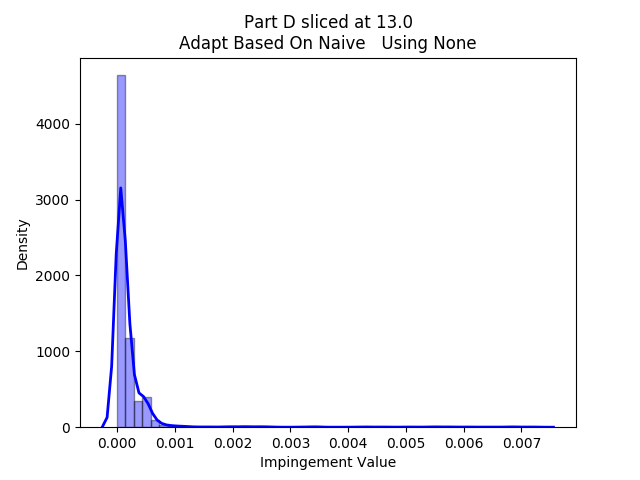 Part D sliced at 13.0
Adapt Based On Naive   Using None
Density
4000
3000
2000
1000
0
0.000 0.001 0.002 0.003 0.004 0.005 0.006 0.007
Impingement Value